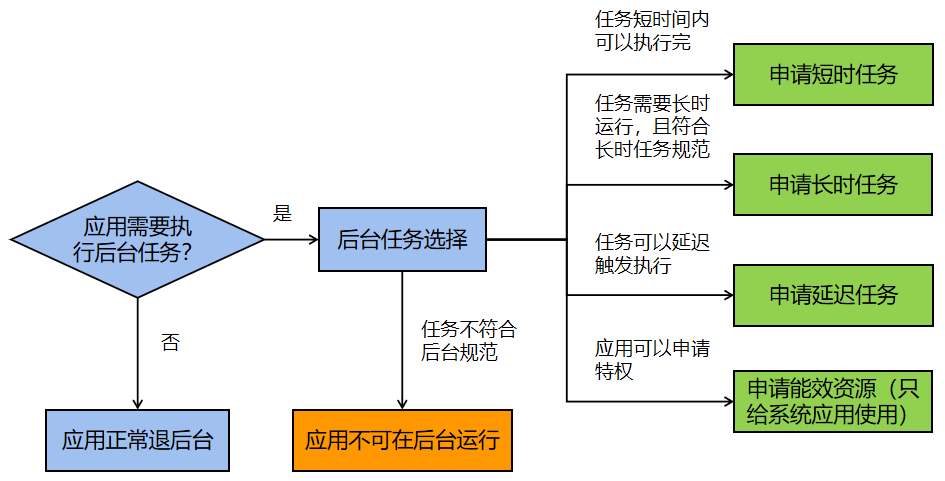 任务短时间内
可以执行完
申请短时任务
任务需要长时
运行，且符合
长时任务规范
申请长时任务
应用需要执
行后台任务？
是
后台任务选择
任务可以延迟
触发执行
申请延迟任务
否
任务不符合
后台规范
应用可以申请
特权
申请能效资源（只
给系统应用使用）
应用正常退后台
应用不可在后台运行